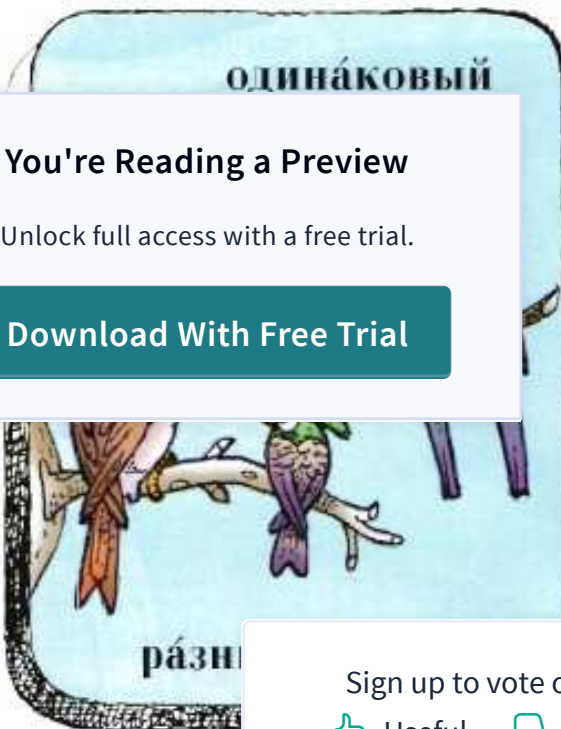 одина́ковый
You're Reading a Preview
Unlock full access with a free trial.
Download With Free Trial
Sign up to vote
Useful